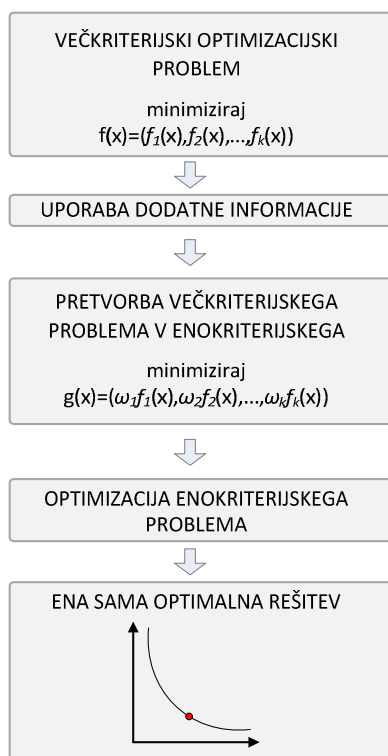 VEČKRITERIJSKI OPTIMIZACIJSKI
PROBLEM
minimiziraj
f(x)=(f₁(x),f₂(x),...,fₖ(x))
UPORABA DODATNE INFORMACIJE
PRETVORBA VEČKRITERIJSKEGA
PROBLEMA V ENOKRITERIJSKEGA
minimiziraj
g(x)=(ω₁f₁(x),ω₂f₂(x),...,ωₖfₖ(x))
OPTIMIZACIJA ENOKRITERIJSKEGA
PROBLEMA
ENA SAMA OPTIMALNA REŠITEV